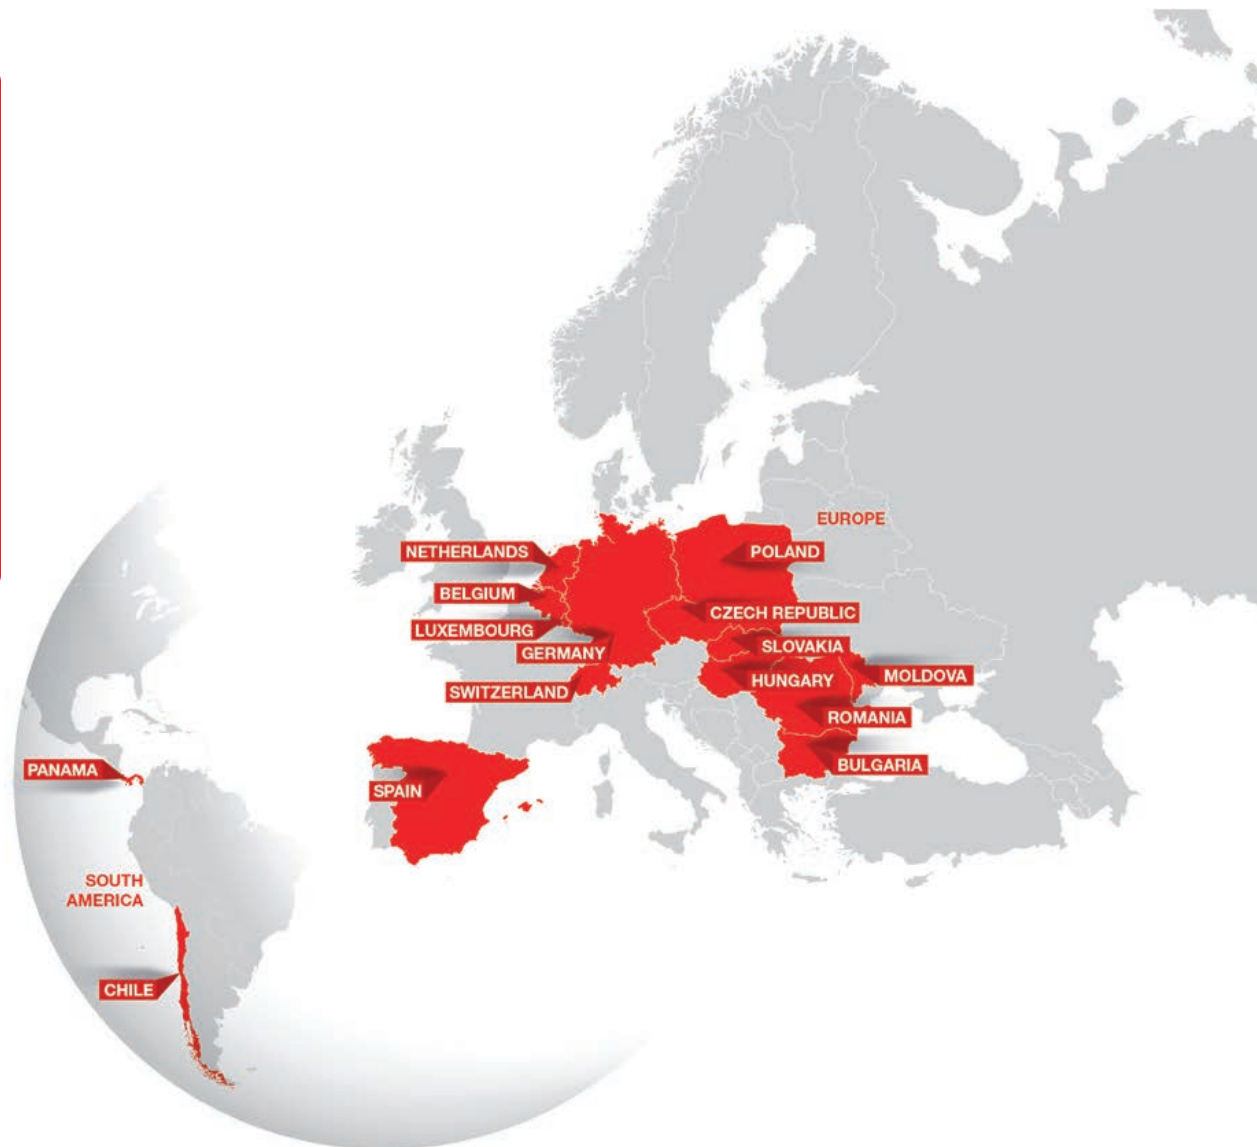 EUROPE
NETHERLANDS
POLAND
BELGIUM
CZECH REPUBLIC
LUXEMBOURG
GERMANY
SLOVAKIA
HUNGARY
MOLDOVA
SWITZERLAND
ROMANIA
BULGARIA
PANAMA
SPAIN
SOUTH
AMERICA
CHILE